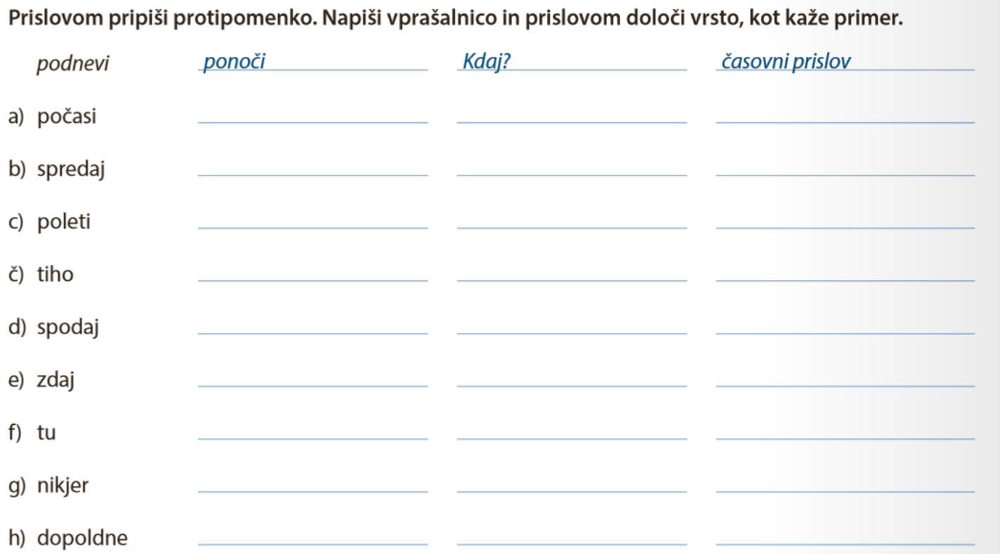 Prislovom pripiši protipomenko. Napiši vprašalnico in prislovom določi vrsto, kot kaže primer.
podnevi ponoči Kdaj? časovni prislov
a) počasi
b) spredaj
c) poleti
č) tiho
d) spodaj
e) zdaj
f) tu
g) nikjer
h) dopoldne